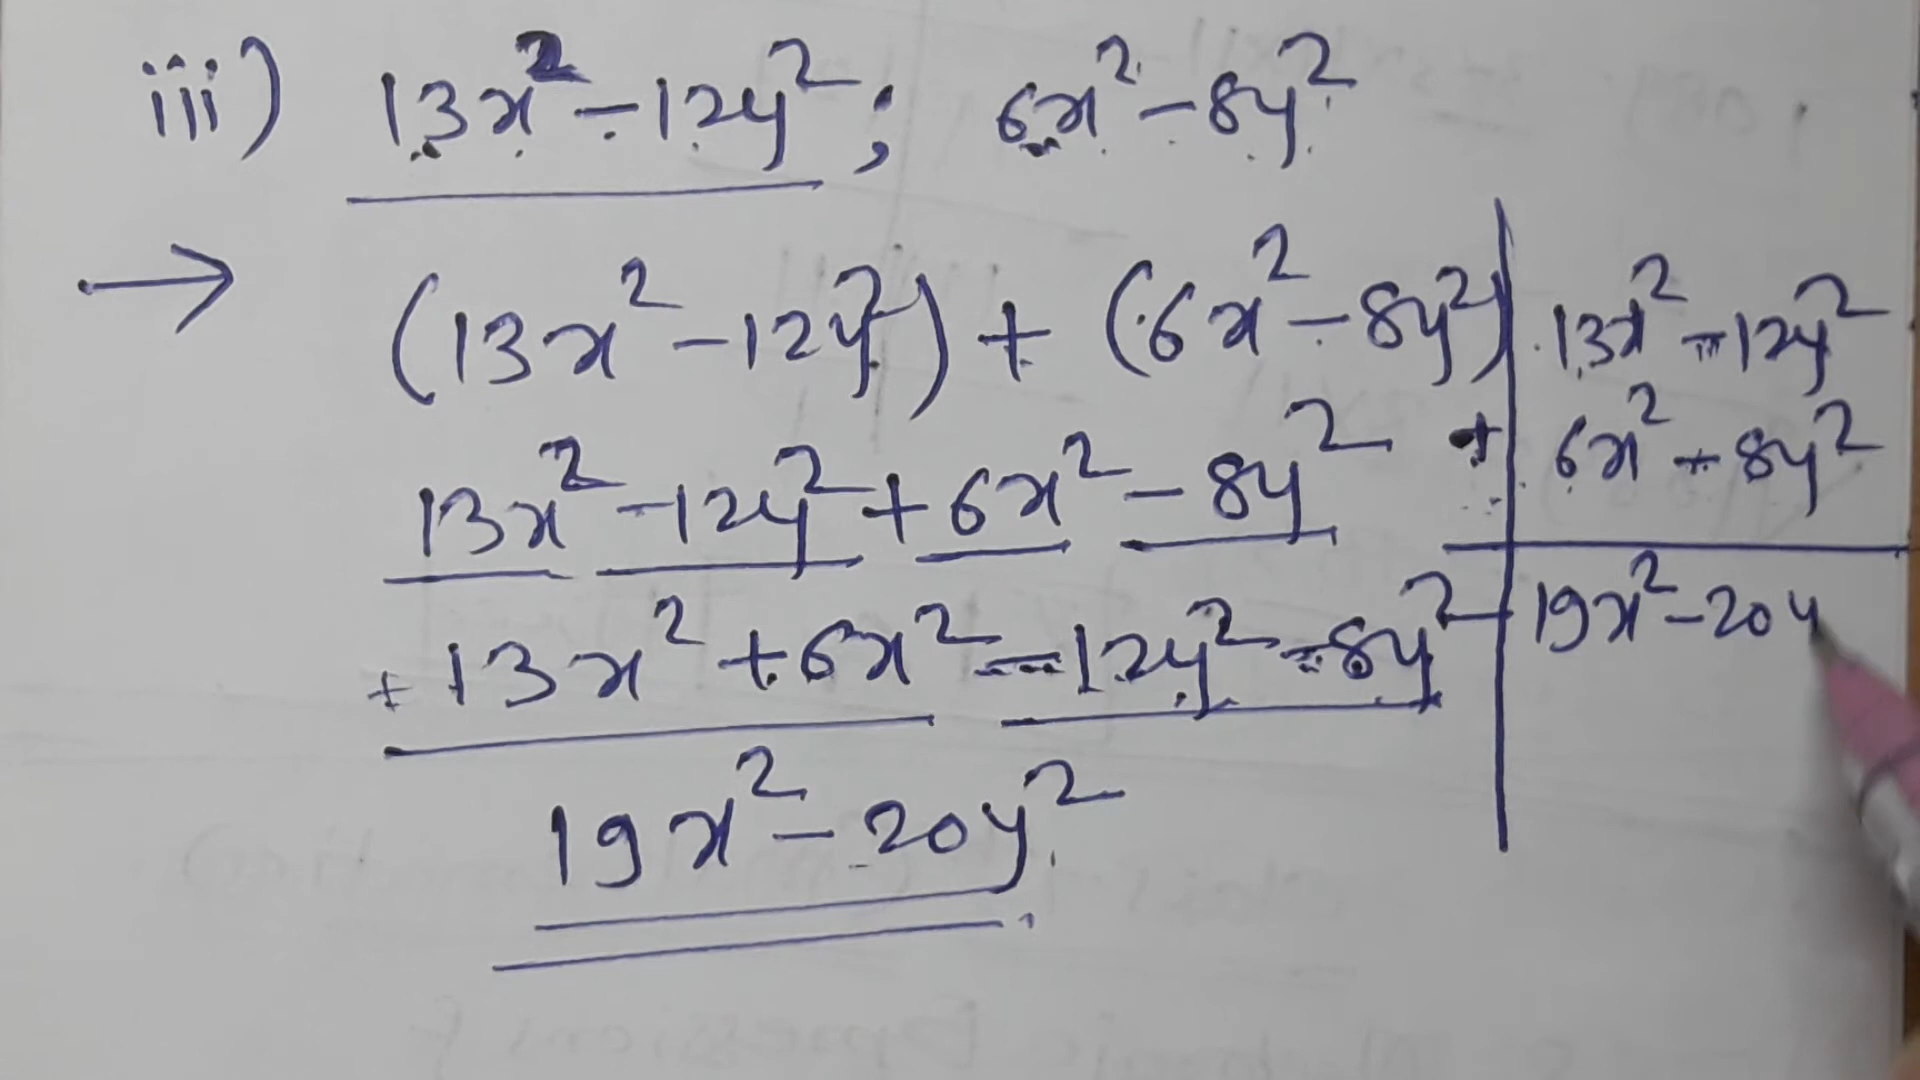 iii) 13x² - 12y² ; 6x² - 8y²
→ (13x² - 12y²) + (6x² - 8y²)
13x² - 12y² + 6x² - 8y²
+ 13x² + 6x² - 12y² - 8y²
19x² - 20y²
13x² - 12y²
+ 6x² - 8y²
19x² - 20y